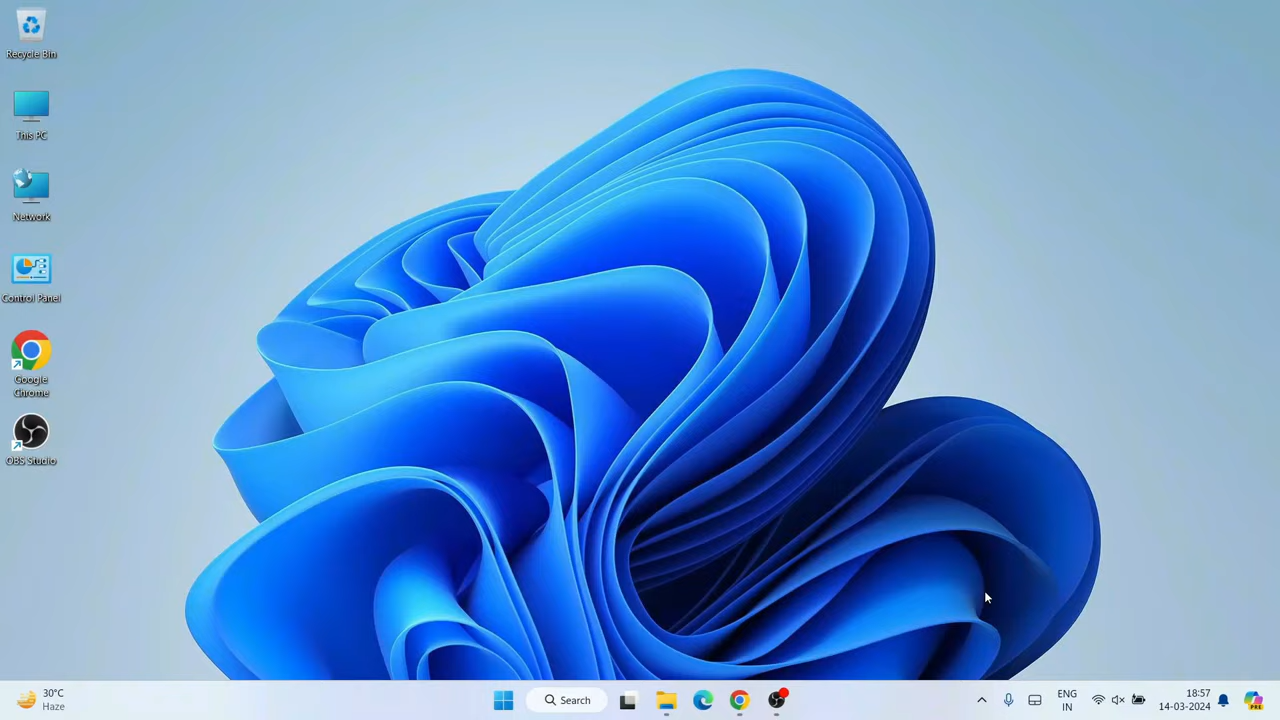 Recycle Bin
This PC
Network
Control Panel
Google
Chrome
OBS Studio
30°C
Haze
Search
ENG
IN
18:57
14-03-2024
PRE